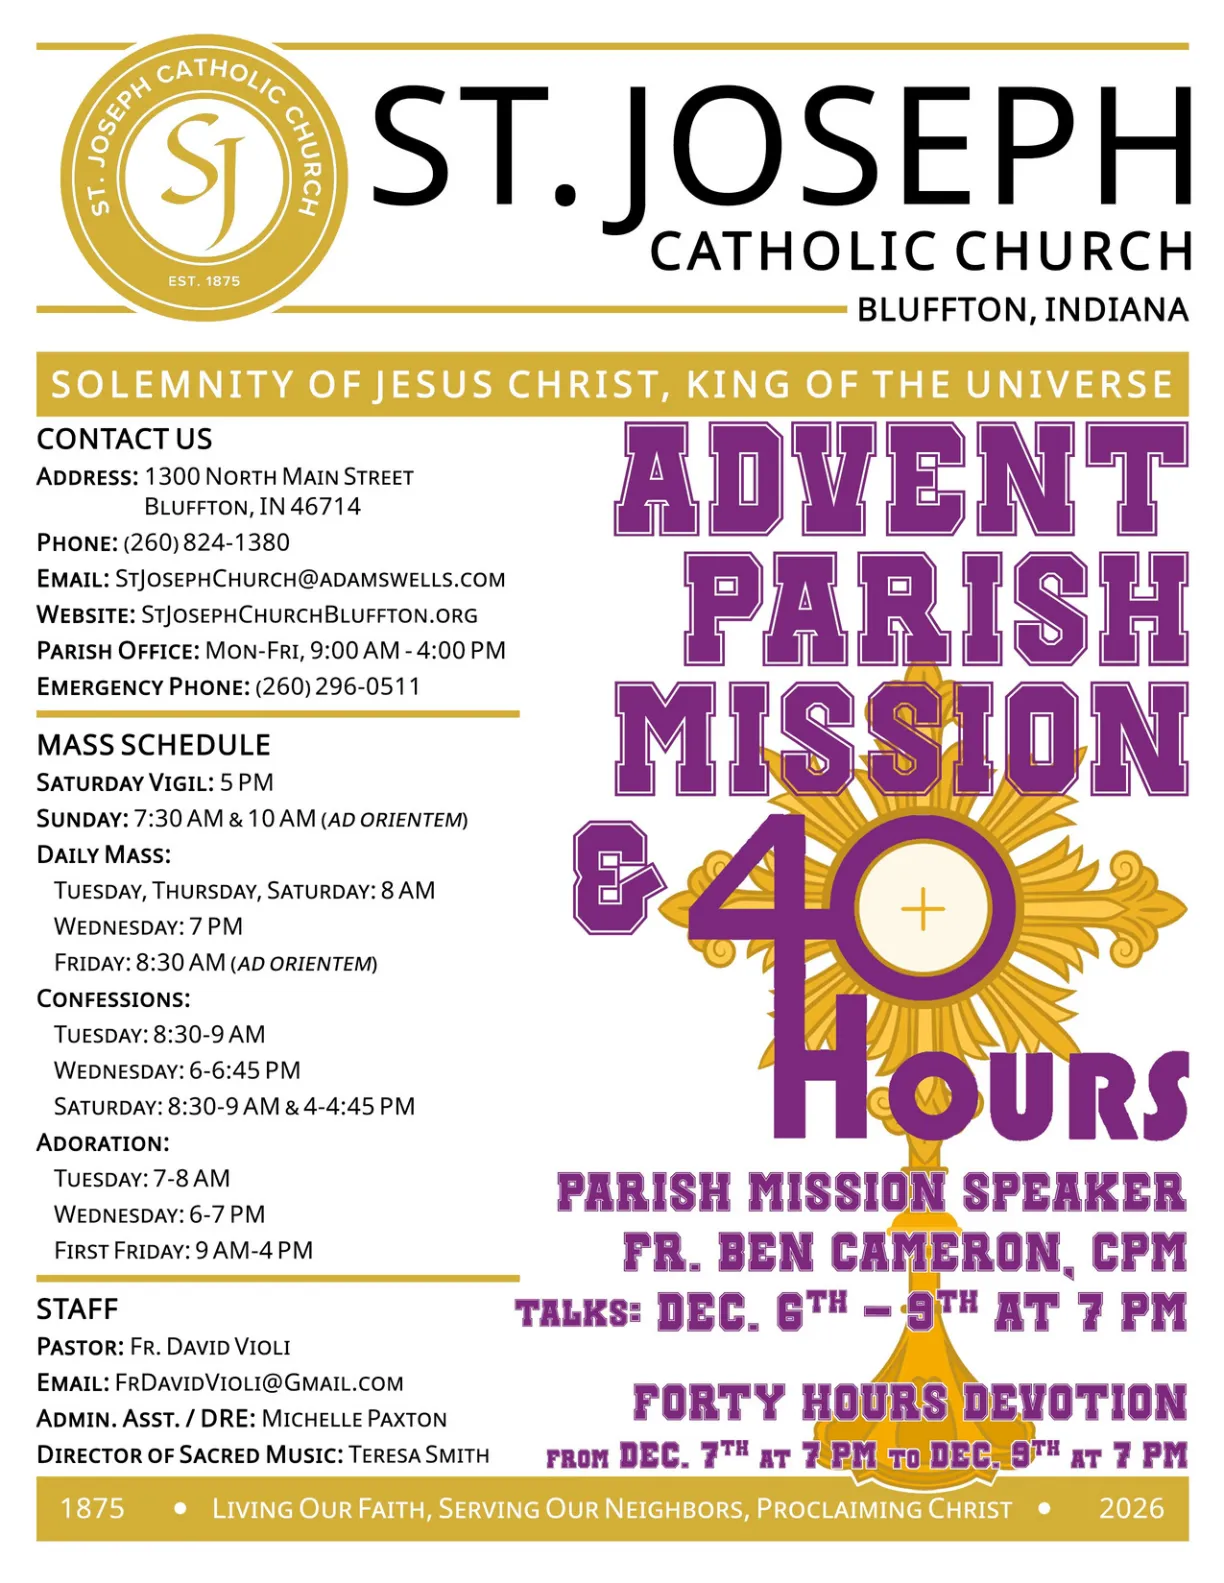 ST. JOSEPH CATHOLIC CHURCH
SJ
EST. 1875
ST. JOSEPH
CATHOLIC CHURCH
BLUFFTON, INDIANA
SOLEMNITY OF JESUS CHRIST, KING OF THE UNIVERSE
CONTACT US
ADDRESS: 1300 NORTH MAIN STREET
BLUFFTON, IN 46714
PHONE: (260) 824-1380
EMAIL: STJOSEPHCHURCH@ADAMSWELLS.COM
WEBSITE: STJOSEPHCHURCHBLUFFTON.ORG
PARISH OFFICE: MON-FRI, 9:00 AM - 4:00 PM
EMERGENCY PHONE: (260) 296-0511
MASS SCHEDULE
SATURDAY VIGIL: 5 PM
SUNDAY: 7:30 AM & 10 AM (AD ORIENTEM)
DAILY MASS:
TUESDAY, THURSDAY, SATURDAY: 8 AM
WEDNESDAY: 7 PM
FRIDAY: 8:30 AM (AD ORIENTEM)
CONFESSIONS:
TUESDAY: 8:30-9 AM
WEDNESDAY: 6-6:45 PM
SATURDAY: 8:30-9 AM & 4-4:45 PM
ADORATION:
TUESDAY: 7-8 AM
WEDNESDAY: 6-7 PM
FIRST FRIDAY: 9 AM-4 PM
STAFF
PASTOR: FR. DAVID VIOLI
EMAIL: FRDAVIDVIOLI@GMAIL.COM
ADMIN. ASST. / DRE: MICHELLE PAXTON
DIRECTOR OF SACRED MUSIC: TERESA SMITH
ADVENT
PARISH
MISSION
& 40
HOURS
PARISH MISSION SPEAKER
FR. BEN CAMERON, CPM
TALKS: DEC. 6TH – 9TH AT 7 PM
FORTY HOURS DEVOTION
FROM DEC. 7TH AT 7 PM TO DEC. 9TH AT 7 PM
1875 • LIVING OUR FAITH, SERVING OUR NEIGHBORS, PROCLAIMING CHRIST • 2026